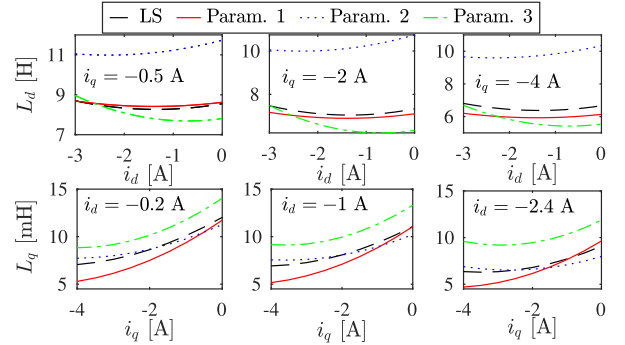 LS Param. 1 Param. 2 Param. 3
L_d [H]
11
9
7
i_q = −0.5 A
-3 -2 -1 0
i_d [A]
10
8
i_q = −2 A
-3 -2 -1 0
i_d [A]
10
8
6
i_q = −4 A
-3 -2 -1 0
i_d [A]
L_q [mH]
15
10
5
i_d = −0.2 A
-4 -2 0
i_q [A]
15
10
5
i_d = −1 A
-4 -2 0
i_q [A]
15
10
5
i_d = −2.4 A
-4 -2 0
i_q [A]